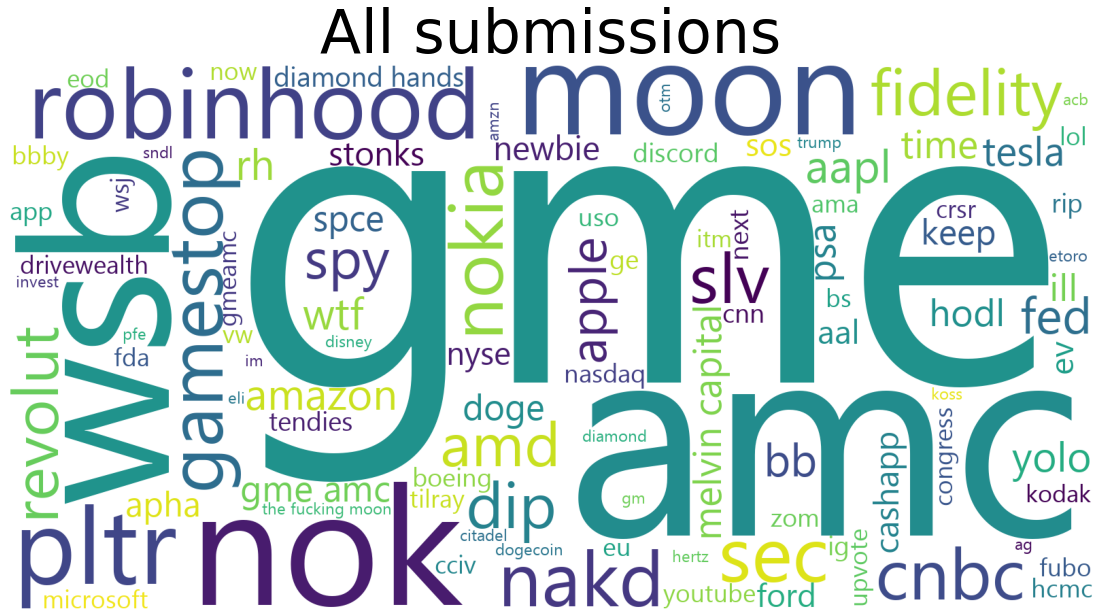 All submissions
eod
now
diamond hands
robinhood
moon
otm
fidelity
acb
amzn
bbby
sndl
rh
stonks
newbie
discord
sos
trump
time
tesla
lol
aapl
wsb
wsj
gamestop
gme
nokia
app
spce
uso
itm
next
ama
crsr
keep
rip
psa
drivewealth
invest
gmeamc
spy
apple
ge
slv
etoro
ill
bs
hodl
fed
cnn
wtf
vw
pfe
disney
aal
ev
revolut
fda
im
nyse
nasdaq
melvin capital
eli
amazon
tendies
doge
amc
koss
amd
diamond
congress
cashapp
bb
yolo
kodak
boeing
tilray
gme amc
the fucking moon
apha
gm
dip
zom
pltr
nok
citadel
dogecoin
eu
sec
ig
upvote
ag
cciv
hertz
cnbc
fubo
hcmc
microsoft
nakd
youtube
ford